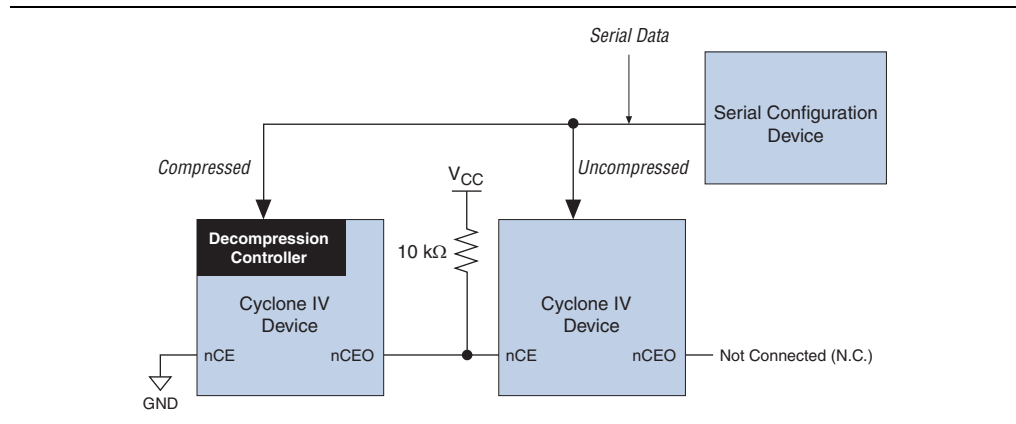 Serial Data
Serial Configuration
Device
Compressed
Uncompressed
VCC
Decompression
Controller
10 kΩ
Cyclone IV
Device
Cyclone IV
Device
nCE
nCEO
nCE
nCEO
Not Connected (N.C.)
GND